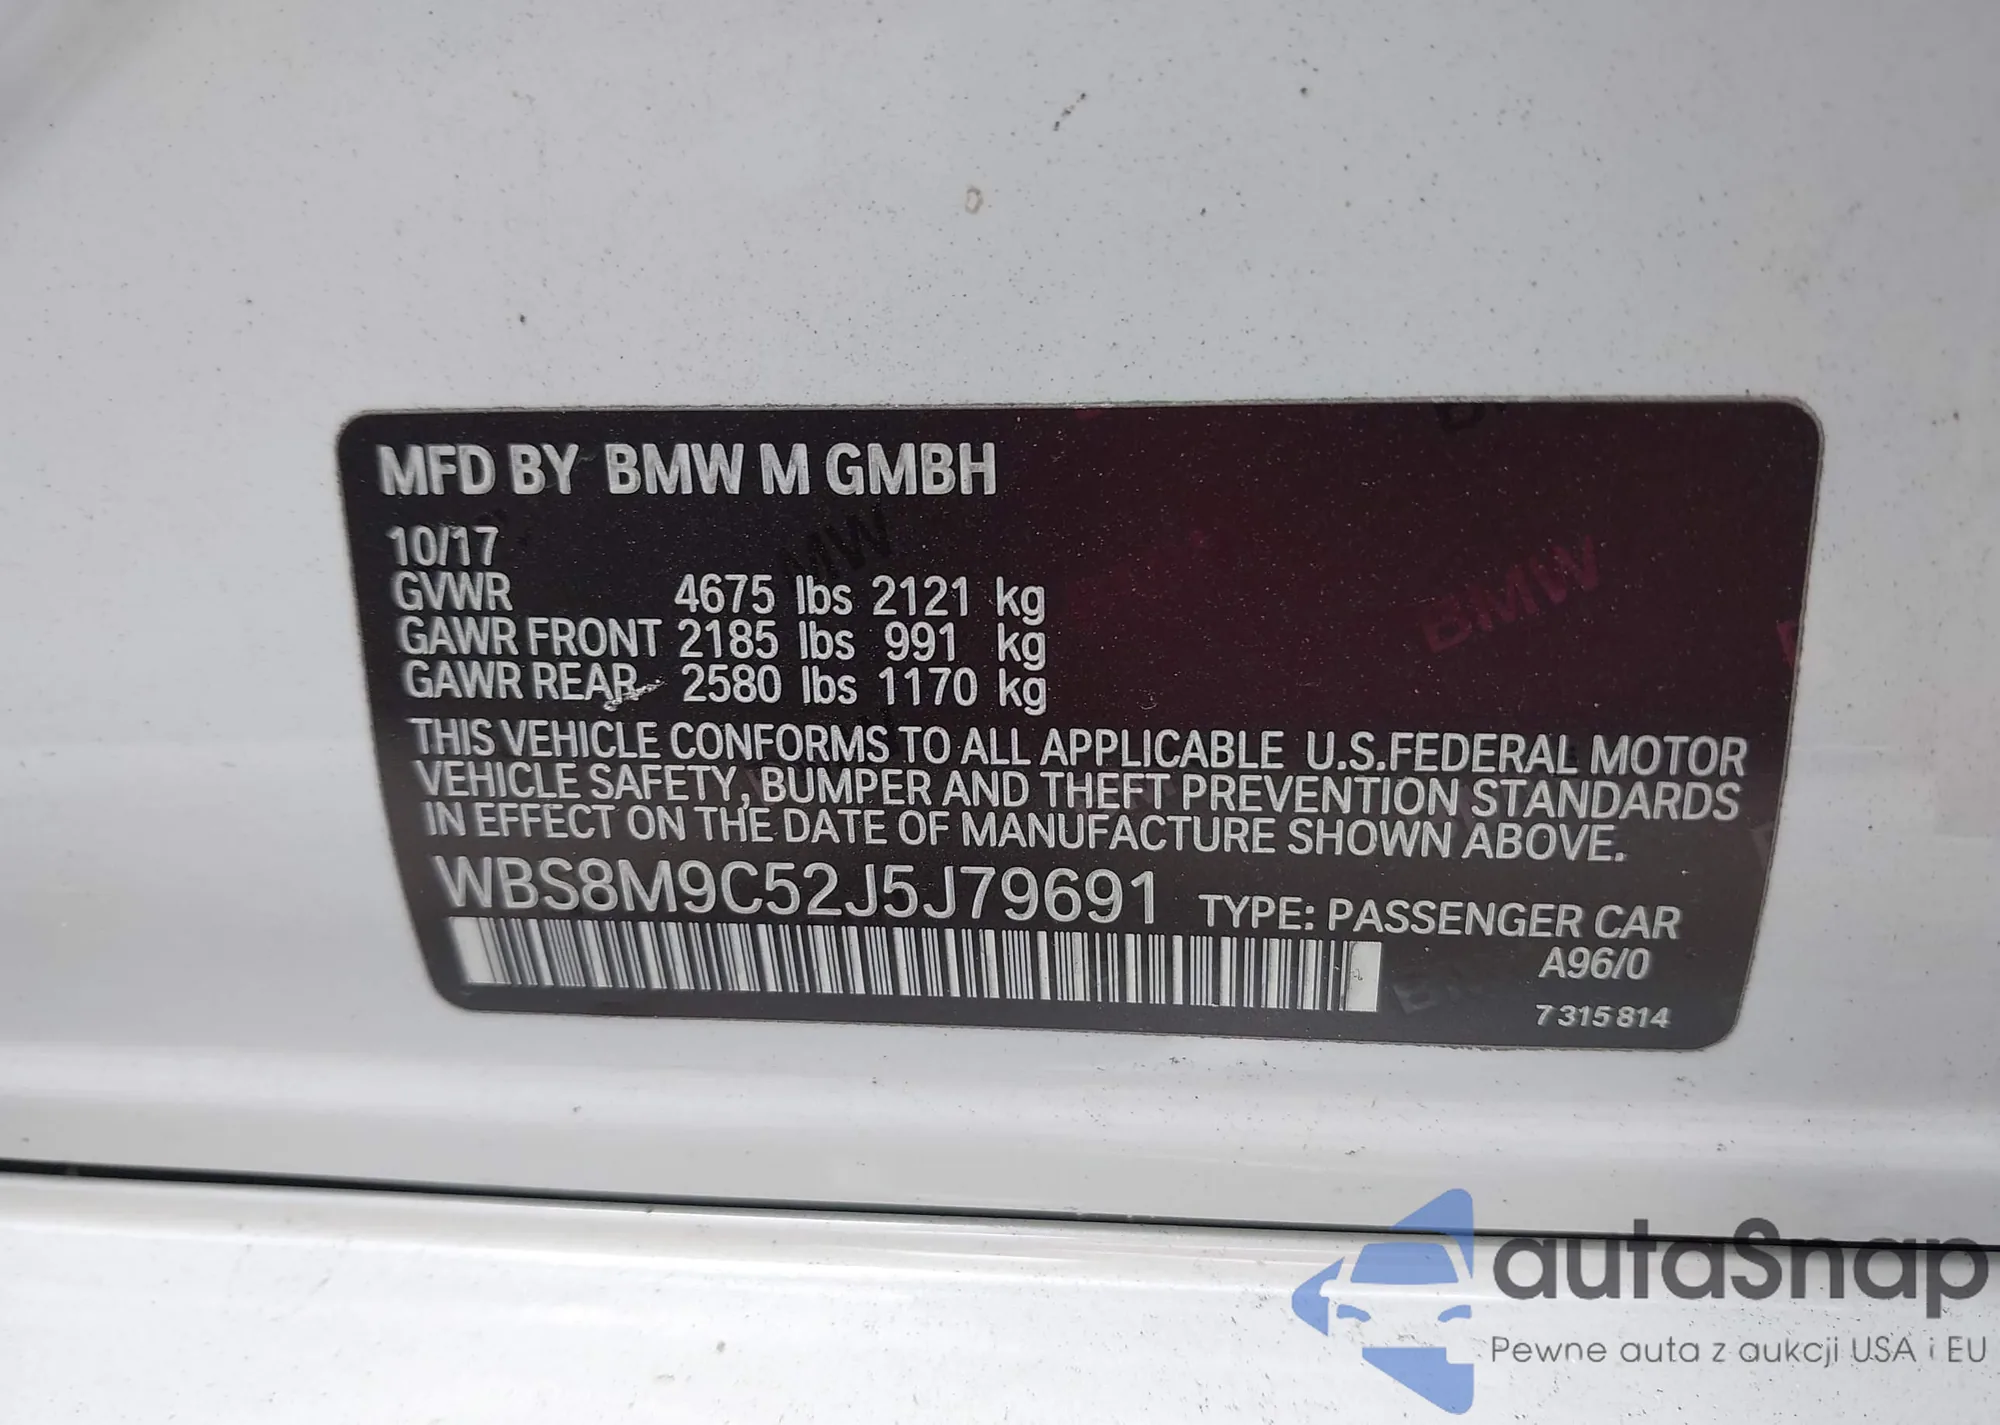 MFD BY BMW M GMBH
10/17
GVWR 4675 lbs 2121 kg
GAWR FRONT 2185 lbs 991 kg
GAWR REAR 2580 lbs 1170 kg
THIS VEHICLE CONFORMS TO ALL APPLICABLE U.S.FEDERAL MOTOR
VEHICLE SAFETY, BUMPER AND THEFT PREVENTION STANDARDS
IN EFFECT ON THE DATE OF MANUFACTURE SHOWN ABOVE.
WBS8M9C52J5J79691 TYPE: PASSENGER CAR
A96/0
7 315 814
autaSnap
Pewne auta z aukcji USA i EU